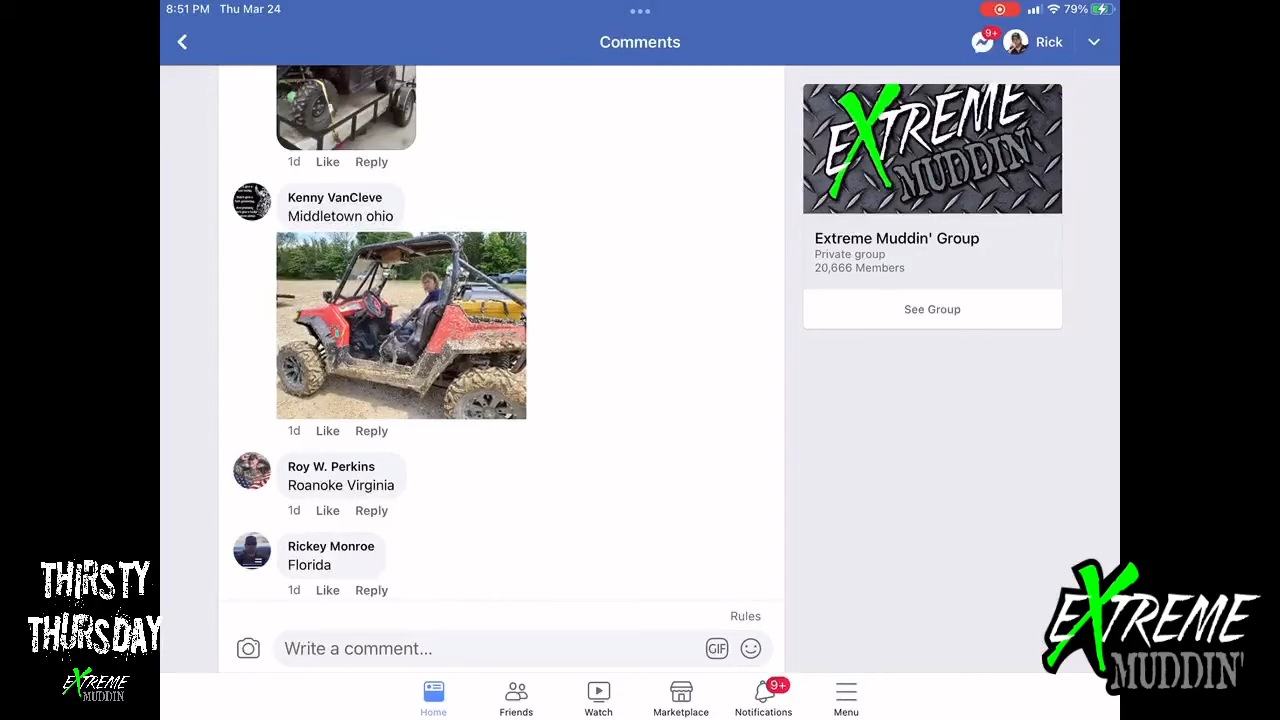 8:51 PM Thu Mar 24
79%
Comments
9+
Rick
1d Like Reply
Kenny VanCleve
Middletown ohio
1d Like Reply
Roy W. Perkins
Roanoke Virginia
1d Like Reply
Rickey Monroe
Florida
1d Like Reply
Rules
Write a comment...
GIF
Home
Friends
Watch
Marketplace
9+
Notifications
Menu
EXTREME
MUDDIN'
Extreme Muddin' Group
Private group
20,666 Members
See Group
THIRSTY
THURSDAY
EXTREME
MUDDIN'
EXTREME
MUDDIN'